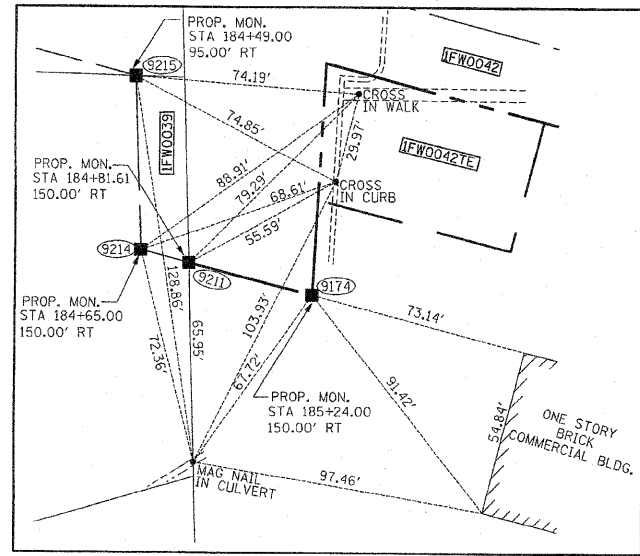 PROP. MON.
STA 184+49.00
95.00' RT
9215
74.19'
1FW0042
CROSS
IN WALK
1FW0039
74.85'
29.97'
1FW0042TE
PROP. MON.
STA 184+81.61
150.00' RT
88.91'
79.29'
68.61'
55.59'
CROSS
IN CURB
9214
9211
9174
PROP. MON.
STA 184+65.00
150.00' RT
128.86'
65.95'
72.36'
103.93'
67.72'
73.14'
91.42'
PROP. MON.
STA 185+24.00
150.00' RT
54.84'
ONE STORY
BRICK
COMMERCIAL BLDG.
MAG NAIL
IN CULVERT
97.46'